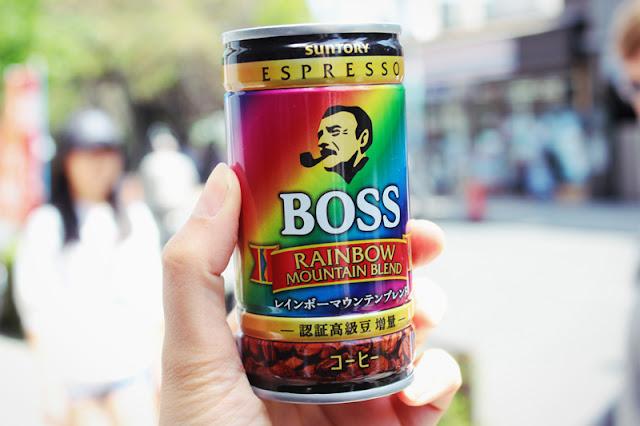 SUNTORY
ESPRESSO
BOSS
RAINBOW
MOUNTAIN BLEND
レインボーマウンテンブレンド
認証高級豆 増量
コーヒー